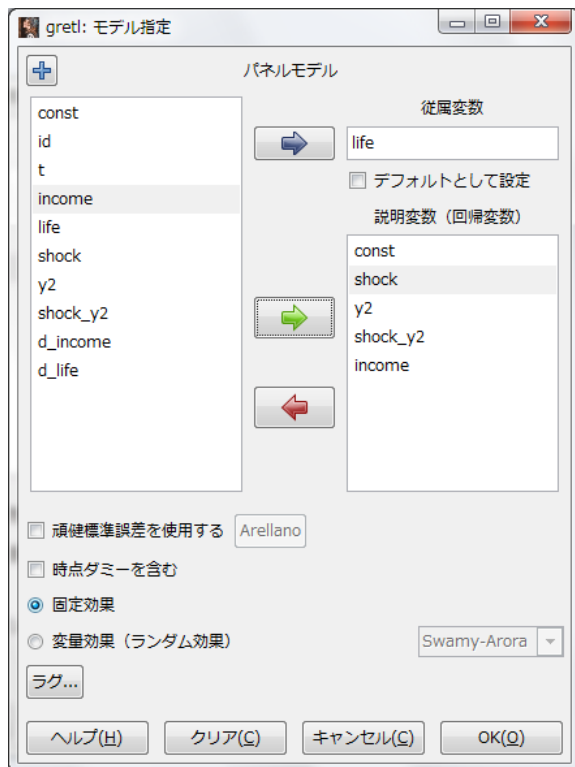 gretl: モデル指定
パネルモデル
const
id
t
income
life
shock
y2
shock_y2
d_income
d_life
従属変数
life
デフォルトとして設定
説明変数（回帰変数）
const
shock
y2
shock_y2
income
頑健標準誤差を使用する Arellano
時点ダミーを含む
固定効果
変量効果（ランダム効果） Swamy-Arora
ラグ...
ヘルプ(H) クリア(C) キャンセル(C) OK(O)